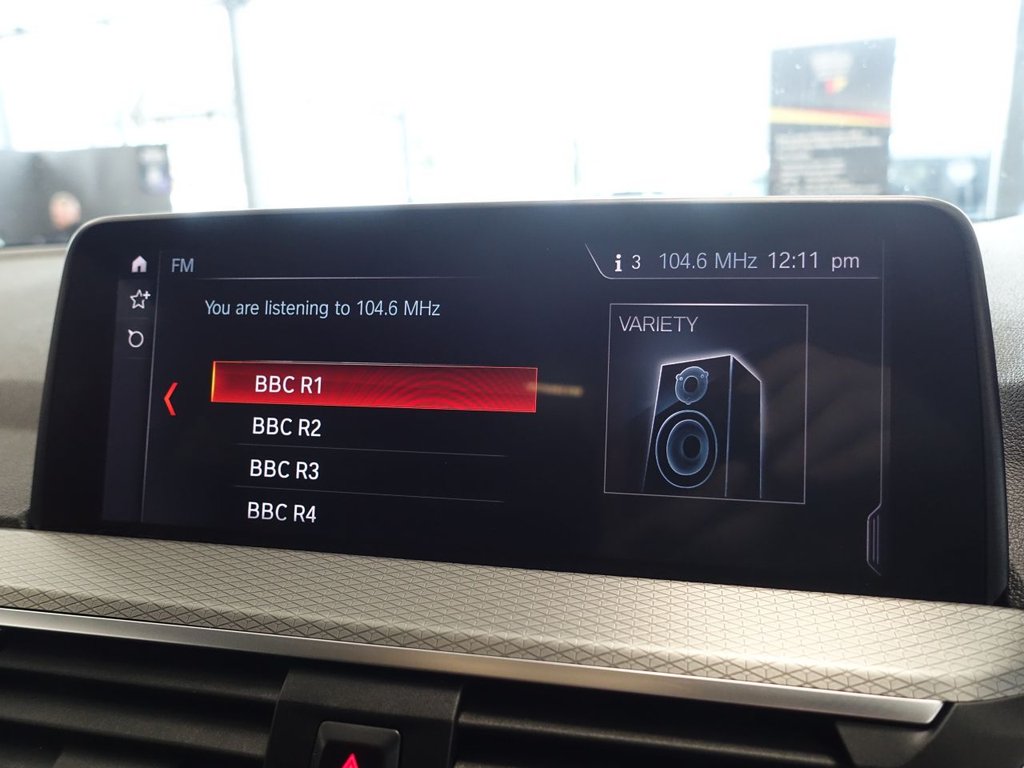 FM
i 3 104.6 MHz 12:11 pm
You are listening to 104.6 MHz
VARIETY
BBC R1
BBC R2
BBC R3
BBC R4